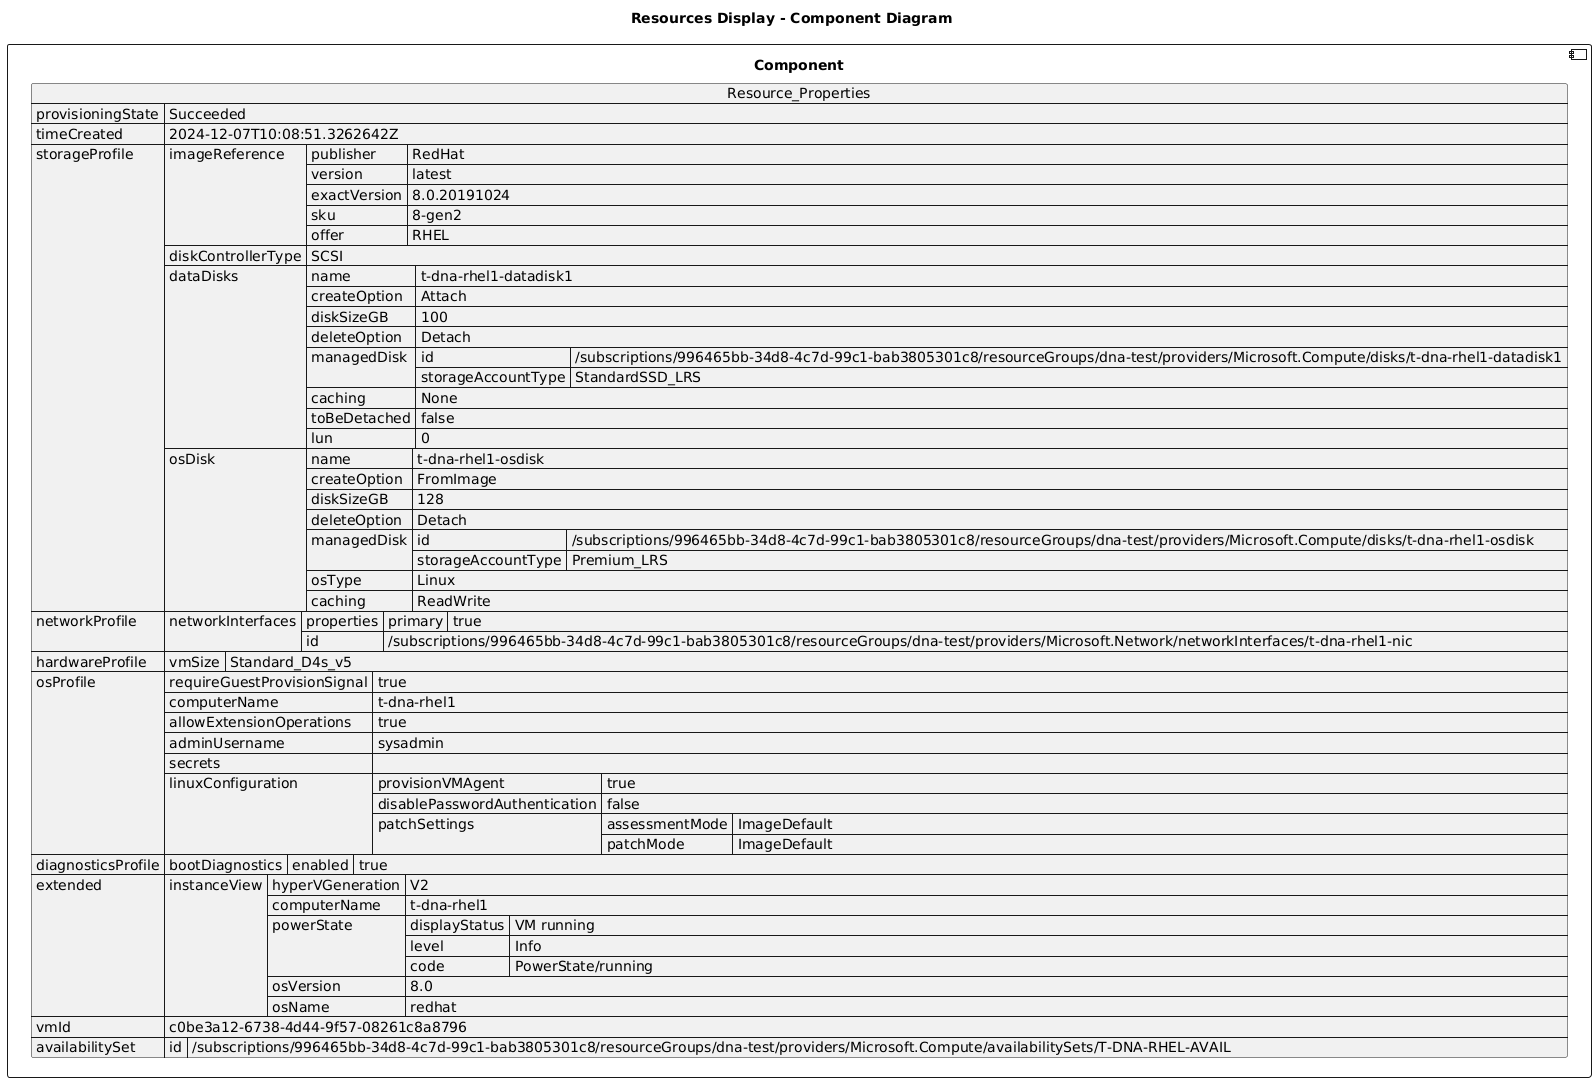 Resources Display - Component Diagram
Component
Resource_Properties
provisioningState Succeeded
timeCreated 2024-12-07T10:08:51.3262642Z
storageProfile imageReference publisher RedHat
version latest
exactVersion 8.0.20191024
sku 8-gen2
offer RHEL
diskControllerType SCSI
dataDisks name t-dna-rhel1-datadisk1
createOption Attach
diskSizeGB 100
deleteOption Detach
managedDisk id /subscriptions/996465bb-34d8-4c7d-99c1-bab3805301c8/resourceGroups/dna-test/providers/Microsoft.Compute/disks/t-dna-rhel1-datadisk1
storageAccountType StandardSSD_LRS
caching None
toBeDetached false
lun 0
osDisk name t-dna-rhel1-osdisk
createOption FromImage
diskSizeGB 128
deleteOption Detach
managedDisk id /subscriptions/996465bb-34d8-4c7d-99c1-bab3805301c8/resourceGroups/dna-test/providers/Microsoft.Compute/disks/t-dna-rhel1-osdisk
storageAccountType Premium_LRS
osType Linux
caching ReadWrite
networkProfile networkInterfaces properties primary true
id /subscriptions/996465bb-34d8-4c7d-99c1-bab3805301c8/resourceGroups/dna-test/providers/Microsoft.Network/networkInterfaces/t-dna-rhel1-nic
hardwareProfile vmSize Standard_D4s_v5
osProfile requireGuestProvisionSignal true
computerName t-dna-rhel1
allowExtensionOperations true
adminUsername sysadmin
secrets
linuxConfiguration provisionVMAgent true
disablePasswordAuthentication false
patchSettings assessmentMode ImageDefault
patchMode ImageDefault
diagnosticsProfile bootDiagnostics enabled true
extended instanceView hyperVGeneration V2
computerName t-dna-rhel1
powerState displayStatus VM running
level Info
code PowerState/running
osVersion 8.0
osName redhat
vmId c0be3a12-6738-4d44-9f57-08261c8a8796
availabilitySet id /subscriptions/996465bb-34d8-4c7d-99c1-bab3805301c8/resourceGroups/dna-test/providers/Microsoft.Compute/availabilitySets/T-DNA-RHEL-AVAIL